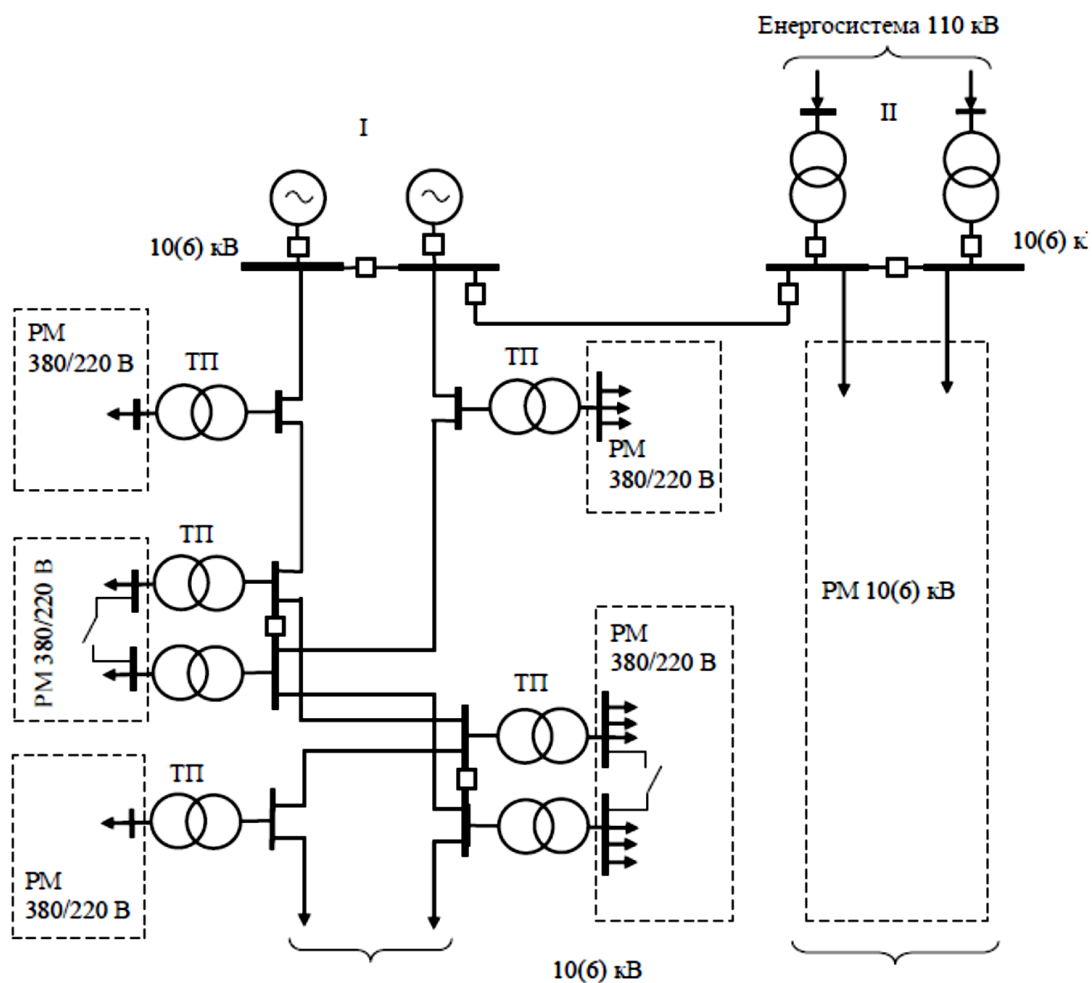 Енергосистема 110 кВ
I
II
10(6) кВ
10(6) к
РМ
380/220 В
ТП
ТП
РМ
380/220 В
ТП
РМ 380/220 В
РМ 10(6) кВ
РМ
380/220 В
ТП
ТП
РМ
380/220 В
10(6) кВ